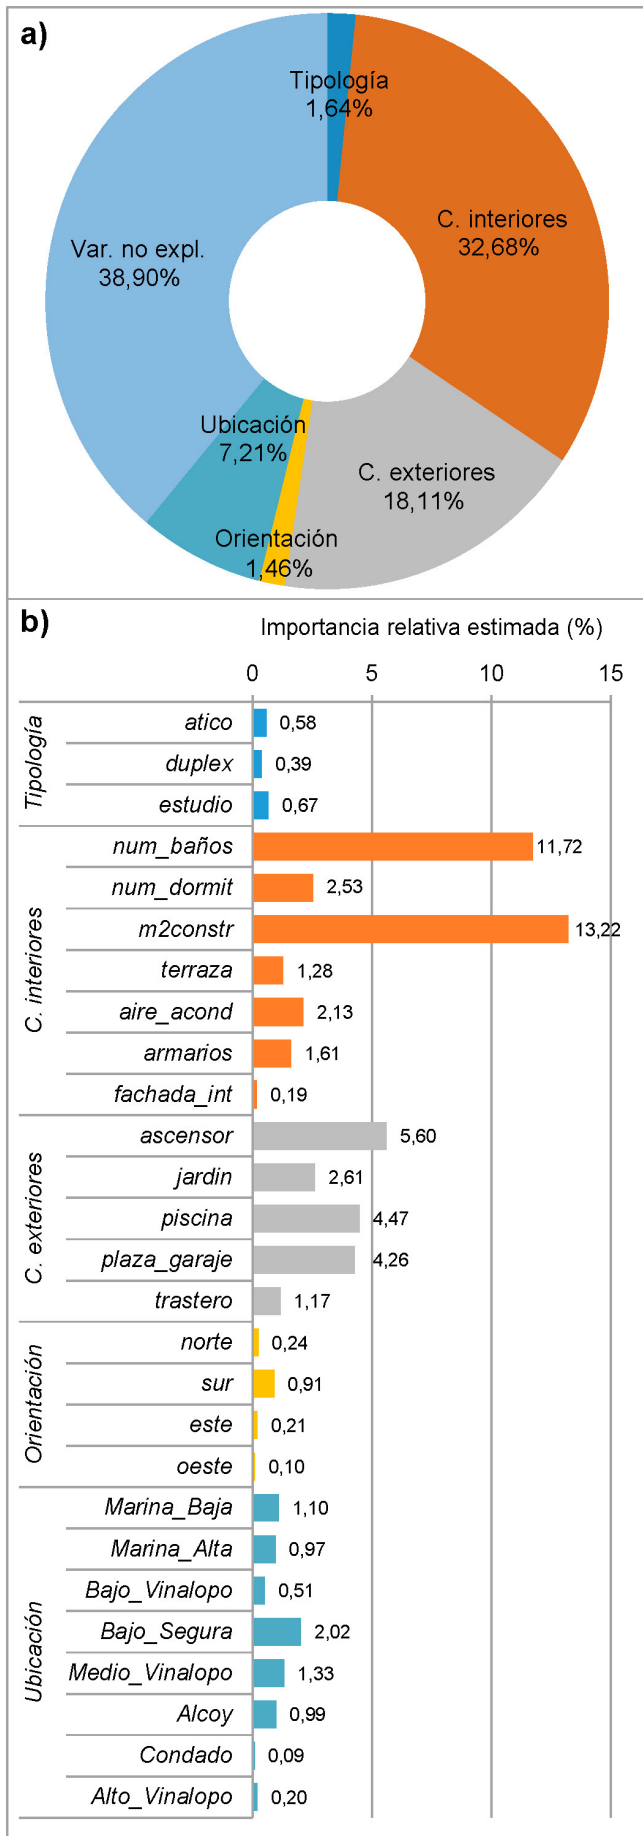 a)
Tipología
1,64%
C. interiores
32,68%
Var. no expl.
38,90%
Ubicación
7,21%
C. exteriores
18,11%
Orientación
1,46%
b)
Importancia relativa estimada (%)
0 5 10 15
Tipología
atico 0,58
duplex 0,39
estudio 0,67
C. interiores
num_baños 11,72
num_dormit 2,53
m2constr 13,22
terraza 1,28
aire_acond 2,13
armarios 1,61
fachada_int 0,19
C. exteriores
ascensor 5,60
jardin 2,61
piscina 4,47
plaza_garaje 4,26
trastero 1,17
Orientación
norte 0,24
sur 0,91
este 0,21
oeste 0,10
Ubicación
Marina_Baja 1,10
Marina_Alta 0,97
Bajo_Vinalopo 0,51
Bajo_Segura 2,02
Medio_Vinalopo 1,33
Alcoy 0,99
Condado 0,09
Alto_Vinalopo 0,20